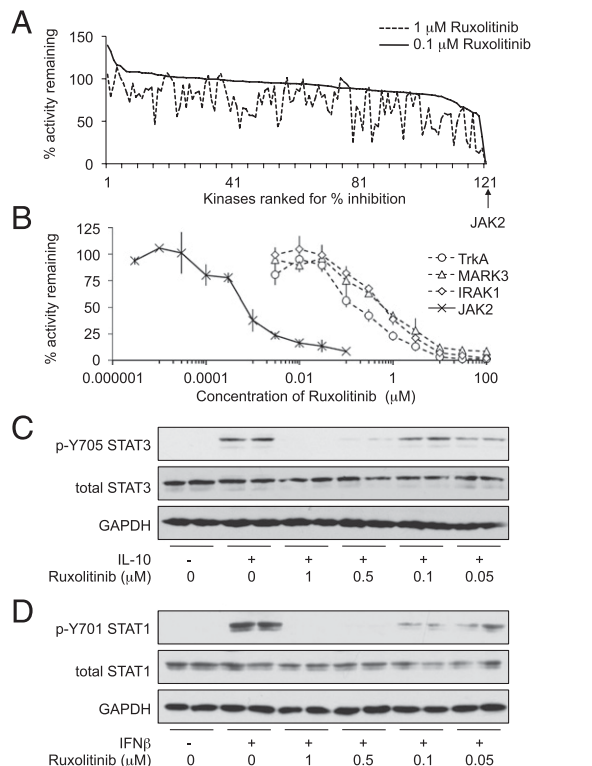 A
1 μM Ruxolitinib
0.1 μM Ruxolitinib
% activity remaining
150
100
50
0
1 41 81 121
Kinases ranked for % inhibition
JAK2
B
% activity remaining
125
100
75
50
25
0
TrkA
MARK3
IRAK1
JAK2
0.000001 0.0001 0.01 1 100
Concentration of Ruxolitinib (μM)
C
p-Y705 STAT3
total STAT3
GAPDH
IL-10 - + + + + +
Ruxolitinib (μM) 0 0 1 0.5 0.1 0.05
D
p-Y701 STAT1
total STAT1
GAPDH
IFNβ - + + + + +
Ruxolitinib (μM) 0 0 1 0.5 0.1 0.05